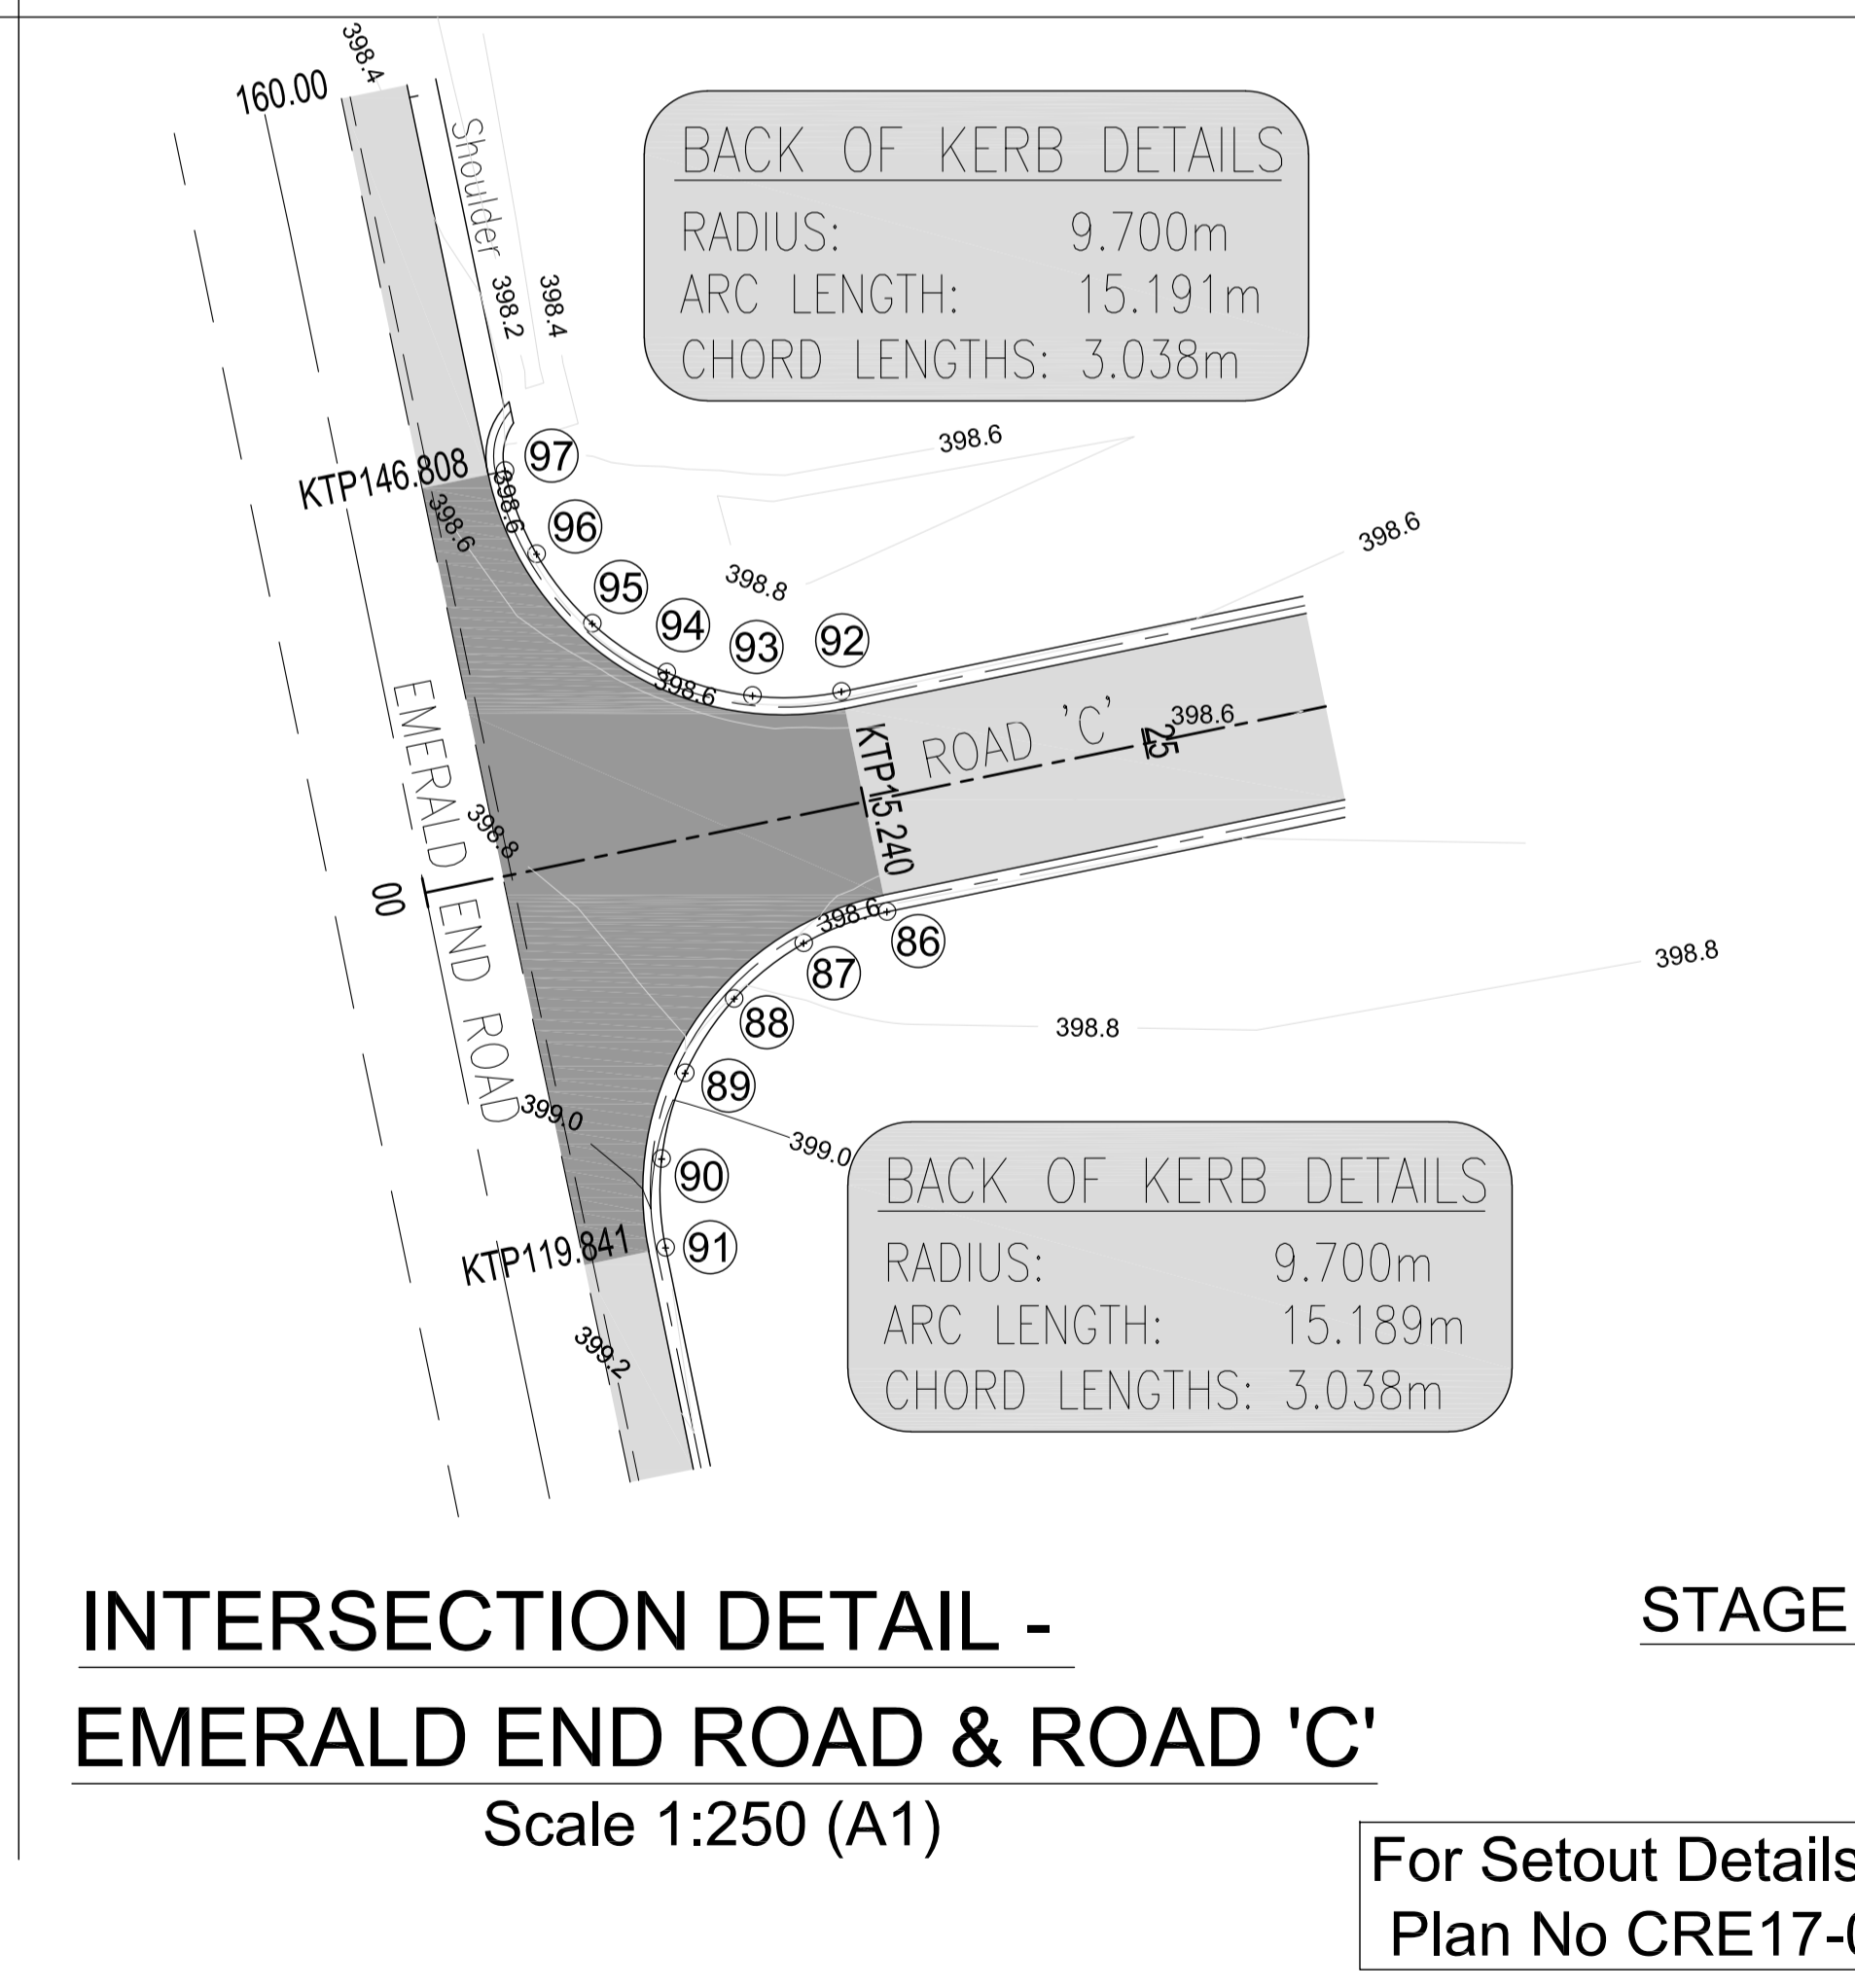 398.4
160.00
Shoulder
398.2
398.4
BACK OF KERB DETAILS
RADIUS: 9.700m
ARC LENGTH: 15.191m
CHORD LENGTHS: 3.038m
398.6
KTP146.808
97
398.6
398.6
96
398.6
95
398.8
94
93
92
398.6
EMERALD END ROAD
ROAD 'C'
398.6
25
KTP15.240
398.8
00
398.6
86
87
398.8
88
398.8
89
399.0
399.0
90
91
KTP119.841
399.2
BACK OF KERB DETAILS
RADIUS: 9.700m
ARC LENGTH: 15.189m
CHORD LENGTHS: 3.038m
INTERSECTION DETAIL -
EMERALD END ROAD & ROAD 'C'
Scale 1:250 (A1)
STAGE
For Setout Details
Plan No CRE17-0